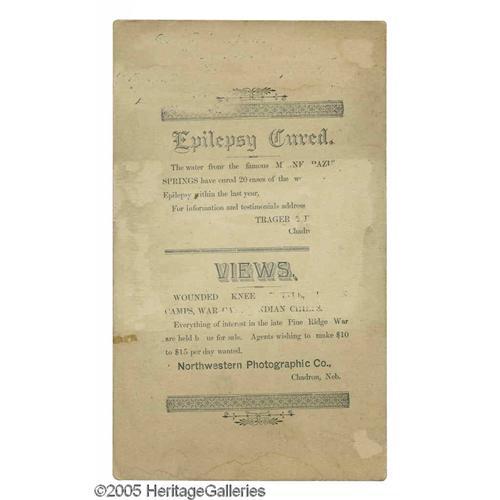 Epilepsy Cured.
The water from the famous
SPRINGS have cured 20 cases of the
Epilepsy within the last year,
For information and testimonials address
TRAGER
Chadr
VIEWS,
WOUNDED KNEE
CAMPS, WAR
Everything of interest in the late Pine Ridge War
are held us for sale. Agents wishing to make $10
to $15 per day wanted.
Northwestern Photographic Co.,
Chadron, Neb.
©2005 HeritageGalleries